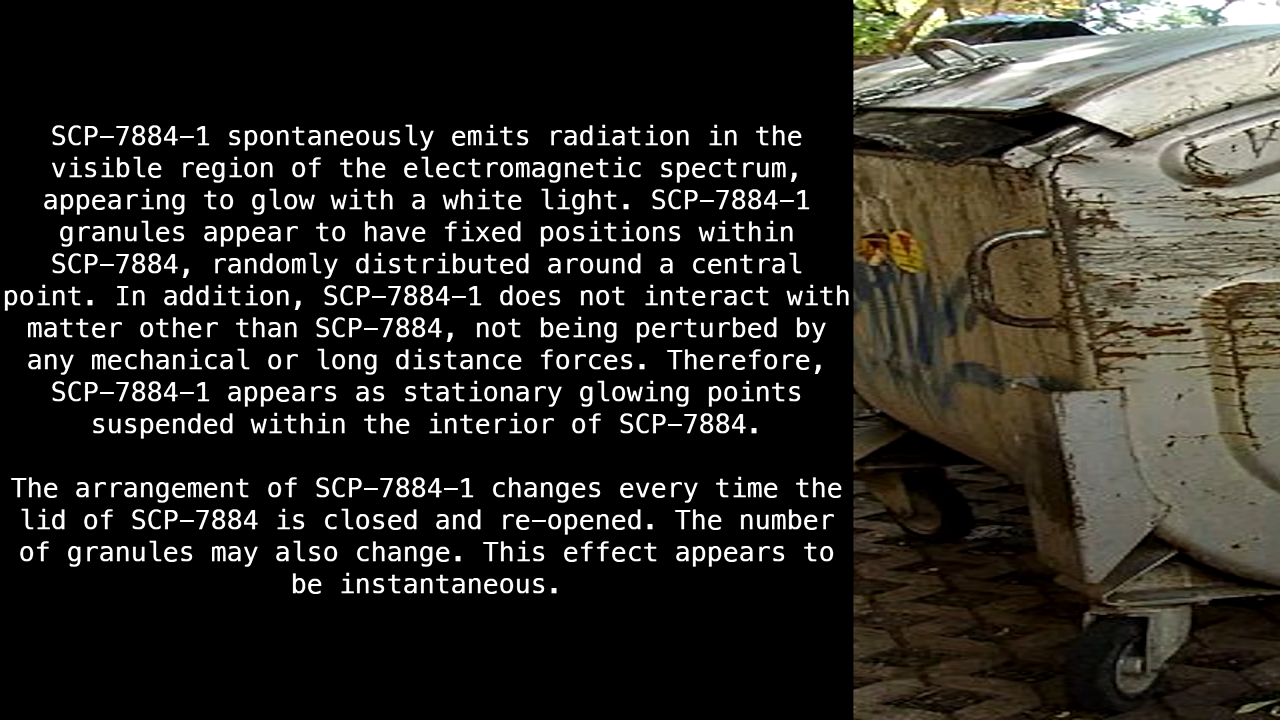 SCP-7884-1 spontaneously emits radiation in the
visible region of the electromagnetic spectrum,
appearing to glow with a white light. SCP-7884-1
granules appear to have fixed positions within
SCP-7884, randomly distributed around a central
point. In addition, SCP-7884-1 does not interact with
matter other than SCP-7884, not being perturbed by
any mechanical or long distance forces. Therefore,
SCP-7884-1 appears as stationary glowing points
suspended within the interior of SCP-7884.
The arrangement of SCP-7884-1 changes every time the
lid of SCP-7884 is closed and re-opened. The number
of granules may also change. This effect appears to
be instantaneous.